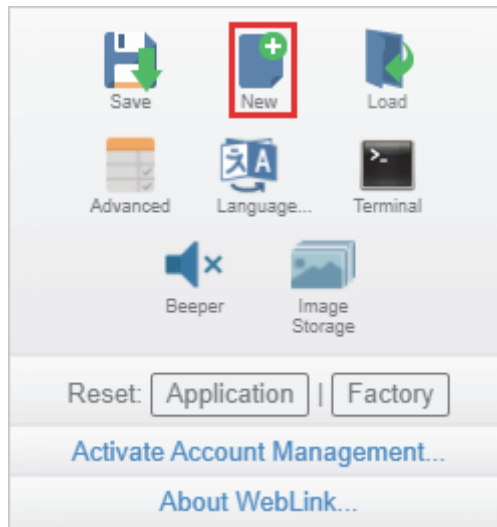 Save New Load
Advanced Language... Terminal
Beeper Image
Storage
Reset: Application | Factory
Activate Account Management...
About WebLink...